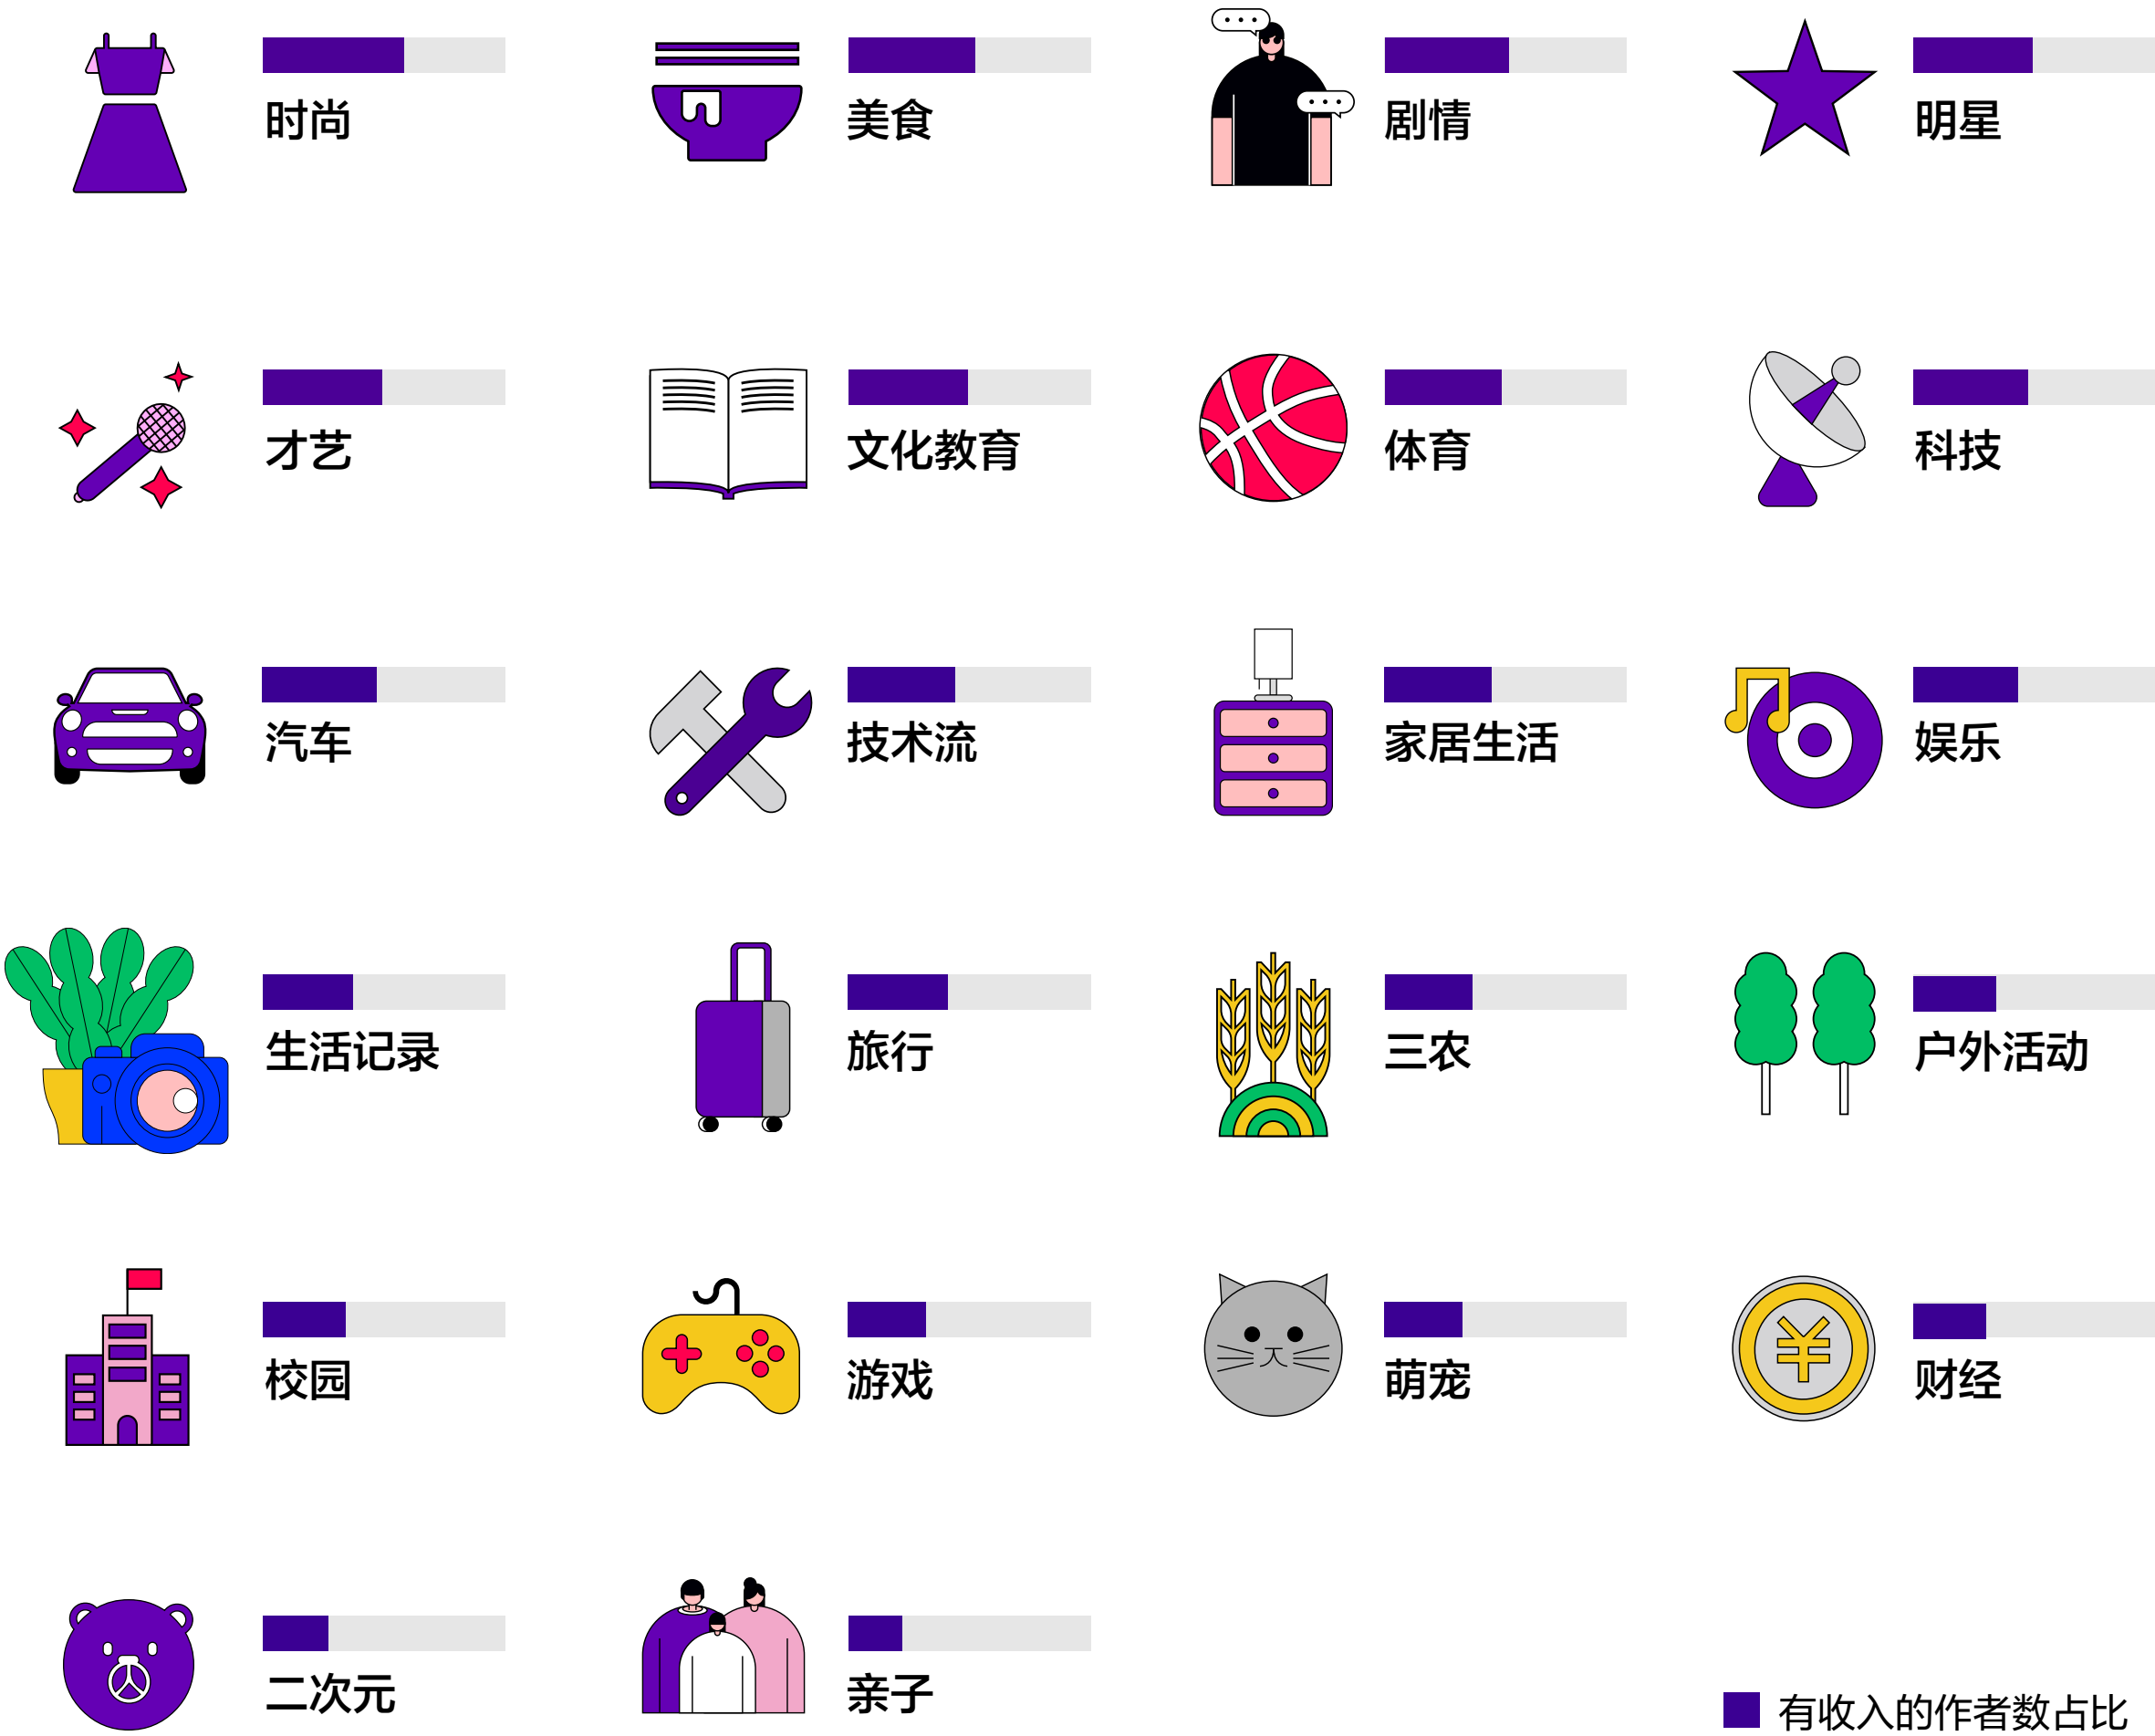 时尚
美食
剧情
明星
才艺
文化教育
体育
科技
汽车
技术流
家居生活
娱乐
生活记录
旅行
三农
户外活动
校园
游戏
萌宠
财经
二次元
亲子
有收入的作者数占比